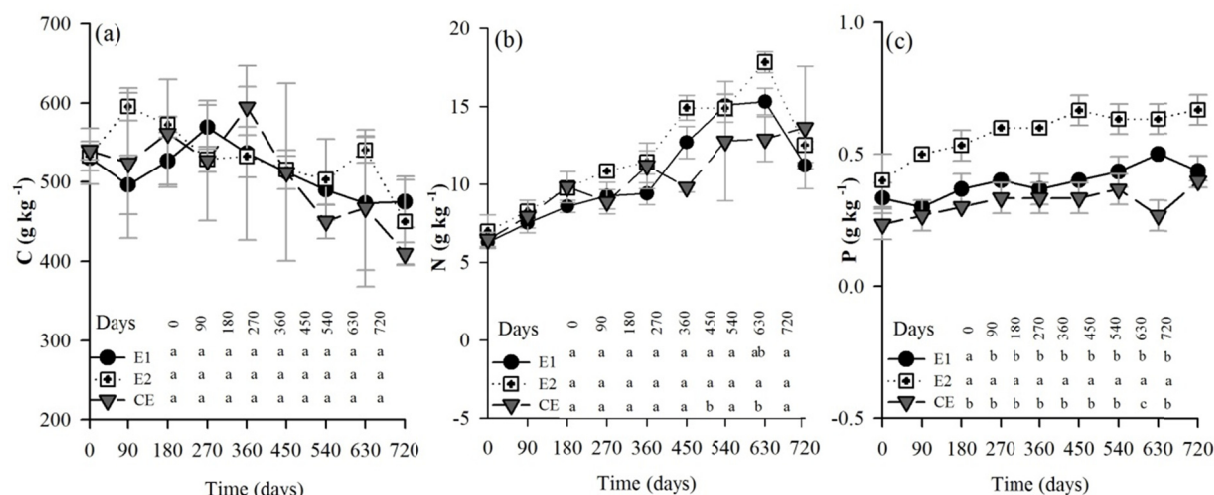 (a)
700
600
500
400
300
200
C (g kg⁻¹)
Days 0 90 180 270 360 450 540 630 720
E1 a a a a a a a a a
E2 a a a a a a a a a
CE a a a a a a a a a
0 90 180 270 360 450 540 630 720
Time (days)
(b)
20
15
10
5
0
-5
N (g kg⁻¹)
Days 0 90 180 270 360 450 540 630 720
E1 a a a a a a a ab a
E2 a a a a a a a a a
CE a a a a a b a b a
0 90 180 270 360 450 540 630 720
Time (days)
(c)
1.0
0.5
0.0
-0.5
P (g kg⁻¹)
Days 0 90 180 270 360 450 540 630 720
E1 a b b b b b b b b
E2 a a a a a a a a a
CE b b b b b b b c b
0 90 180 270 360 450 540 630 720
Time (days)